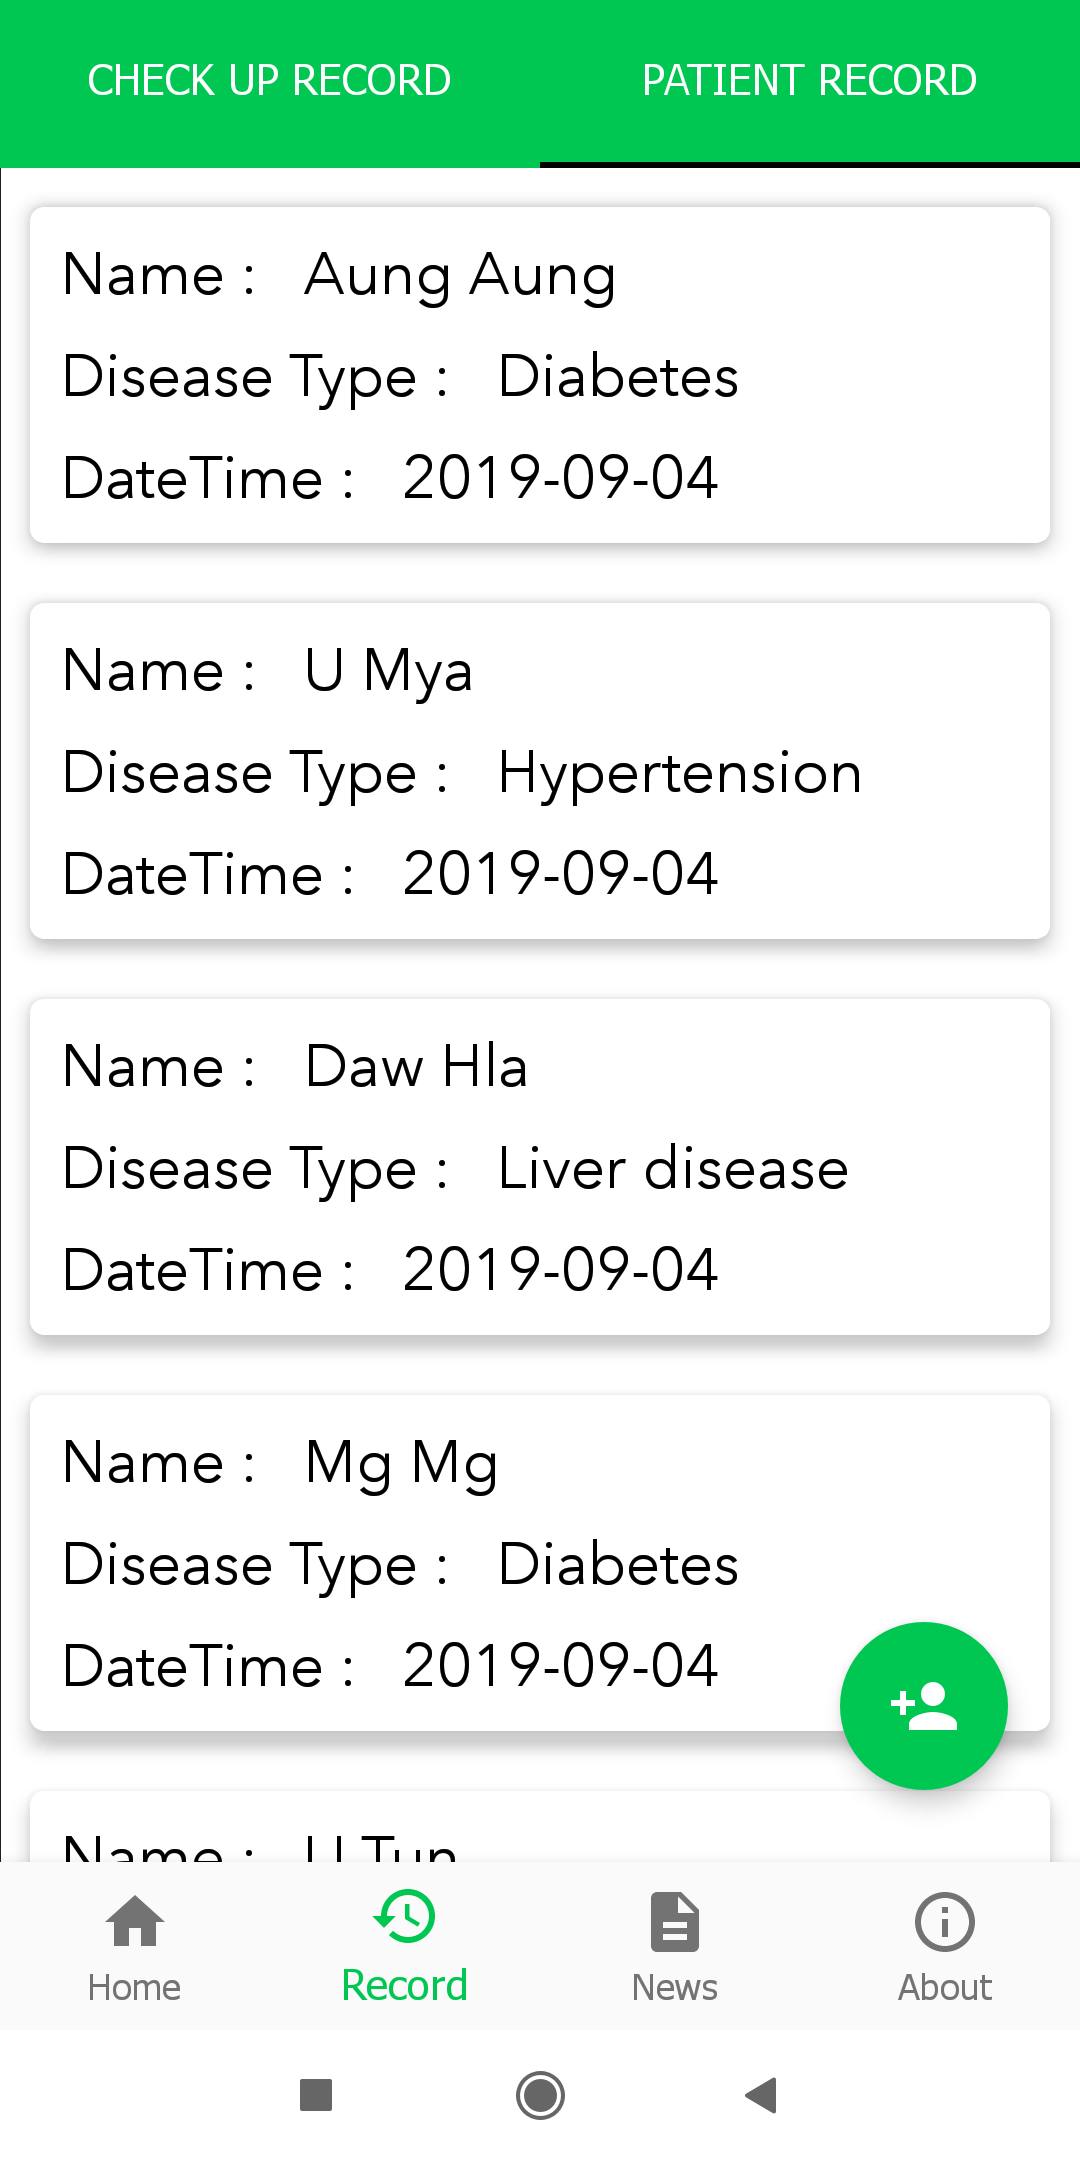 CHECK UP RECORD PATIENT RECORD
Name : Aung Aung
Disease Type : Diabetes
DateTime : 2019-09-04
Name : U Mya
Disease Type : Hypertension
DateTime : 2019-09-04
Name : Daw Hla
Disease Type : Liver disease
DateTime : 2019-09-04
Name : Mg Mg
Disease Type : Diabetes
DateTime : 2019-09-04
Name : U Tun
Home Record News About